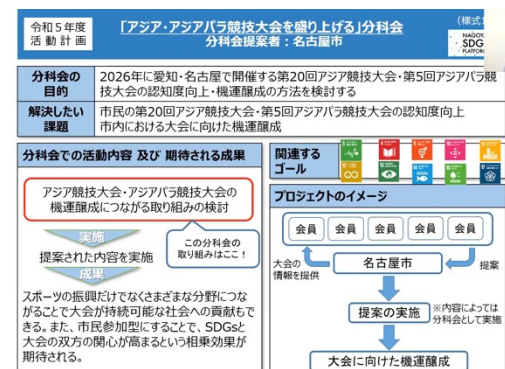 令和５年度
活 動 計 画
「アジア・アジアパラ競技大会を盛り上げる」分科会
分科会提案者：名古屋市
（様式
NAGOY
SDG
PLATFOR
分科会の
目的
2026年に愛知・名古屋で開催する第20回アジア競技大会・第5回アジアパラ競
技大会の認知度向上・機運醸成の方法を検討する
解決したい
課題
市民の第20回アジア競技大会・第5回アジアパラ競技大会の認知度向上
市内における大会に向けた機運醸成
分科会での活動内容 及び 期待される成果
アジア競技大会・アジアパラ競技大会の
機運醸成につながる取り組みの検討
実施
この分科会の
取り組みはここ！
提案された内容を実施
成果
スポーツの振興だけでなくさまざまな分野につな
がることで大会が持続可能な社会への貢献もで
きる。また、市民参加型にすることで、SDGsと
大会の双方の関心が高まるという相乗効果が
期待される。
関連する
ゴール
プロジェクトのイメージ
会員 会員 会員 会員 会員
大会の
情報を提供
名古屋市
提案
提案の実施
※内容によっては
分科会として実施
大会に向けた機運醸成